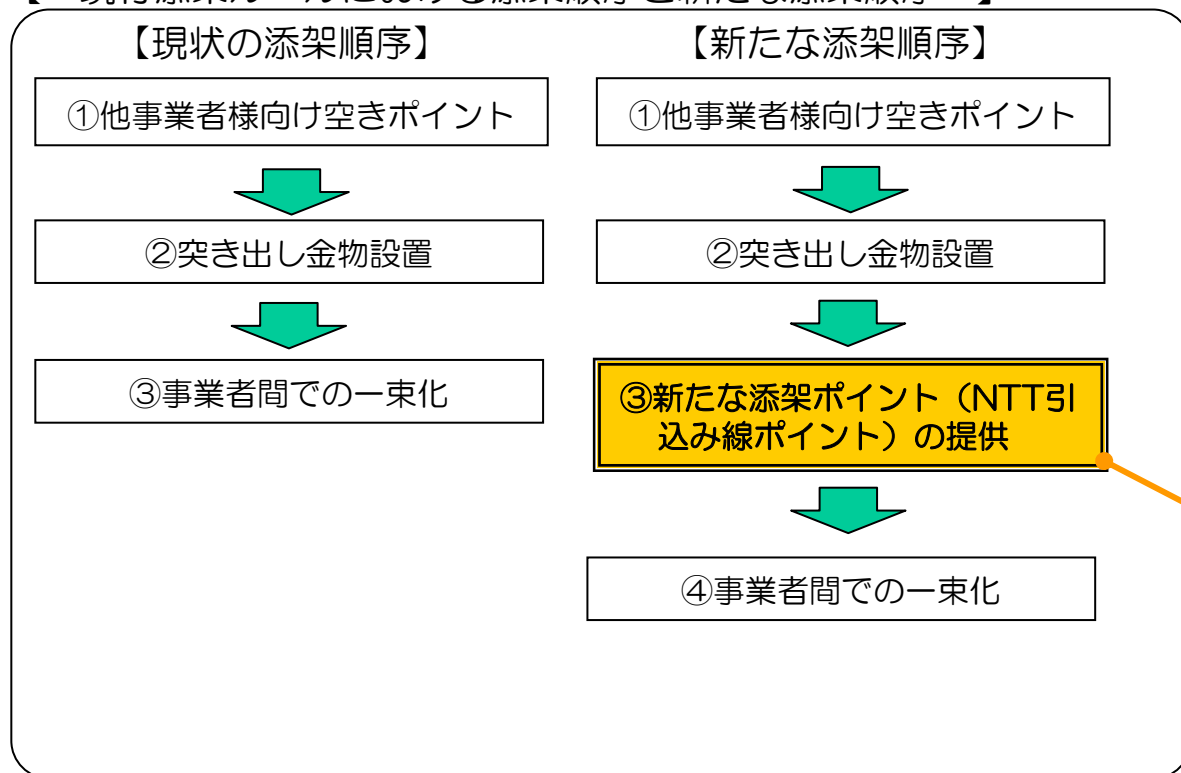 【現状の添架順序】
①他事業者様向け空きポイント
②突き出し金物設置
③事業者間での一束化
【新たな添架順序】
①他事業者様向け空きポイント
②突き出し金物設置
③新たな添架ポイント（NTT引
込み線ポイント）の提供
④事業者間での一束化